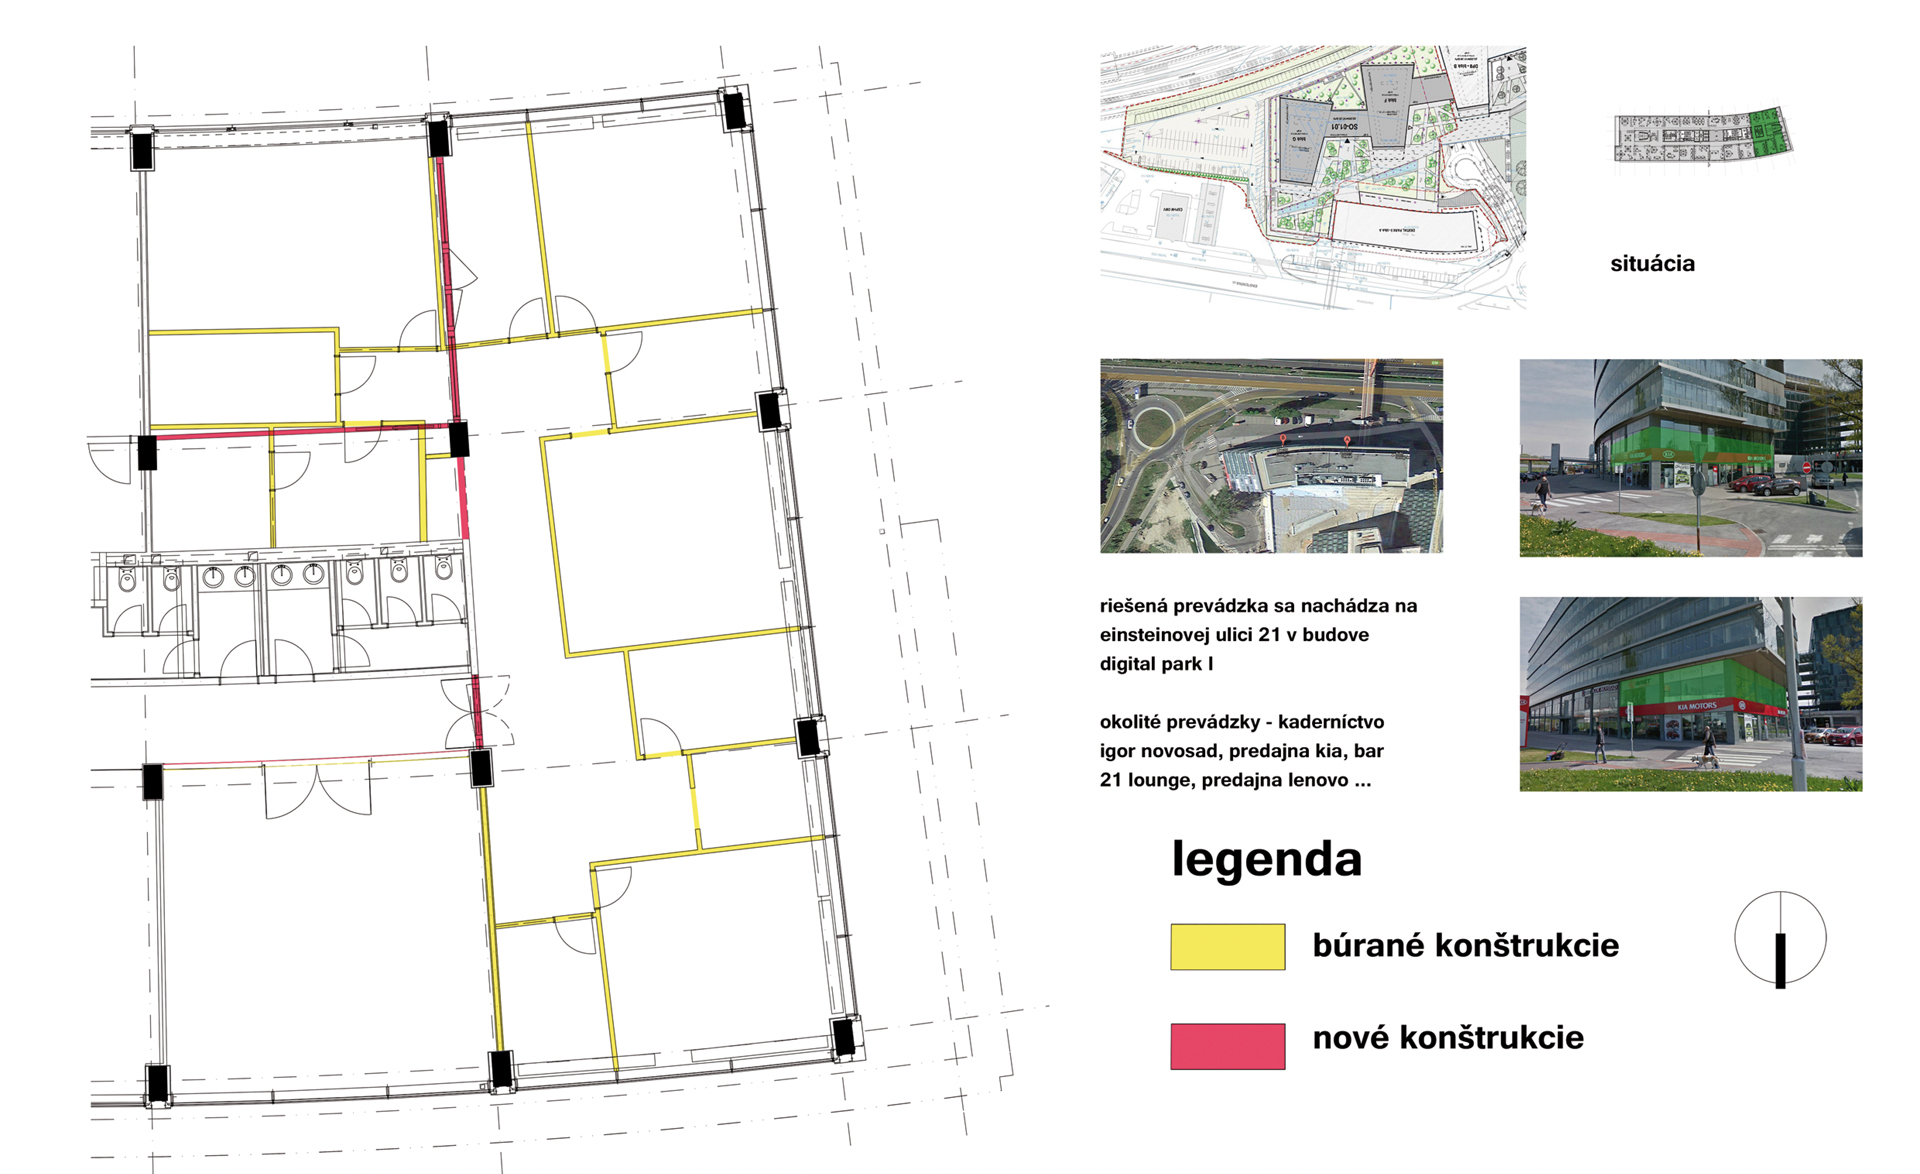 situácia
riešená prevádzka sa nachádza na
einsteinovej ulici 21 v budove
digital park I
okolité prevádzky - kaderníctvo
igor novosad, predajna kia, bar
21 lounge, predajna lenovo ...
KIA MOTORS
legenda
búrané konštrukcie
nové konštrukcie